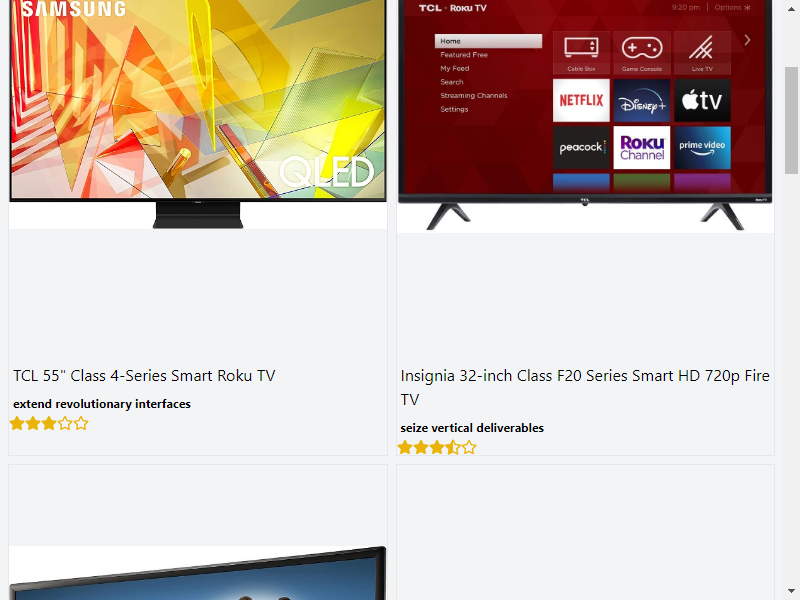 SAMSUNG
QLED
TCL · Roku TV
9:20 pm | Options
Home
Featured Free
My Feed
Search
Streaming Channels
Settings
Cable Box
Game Console
Live TV
NETFLIX
Disney+
tv
peacock
Roku
Channel
prime video
TCL
TCL 55" Class 4-Series Smart Roku TV
extend revolutionary interfaces
Insignia 32-inch Class F20 Series Smart HD 720p Fire
TV
seize vertical deliverables